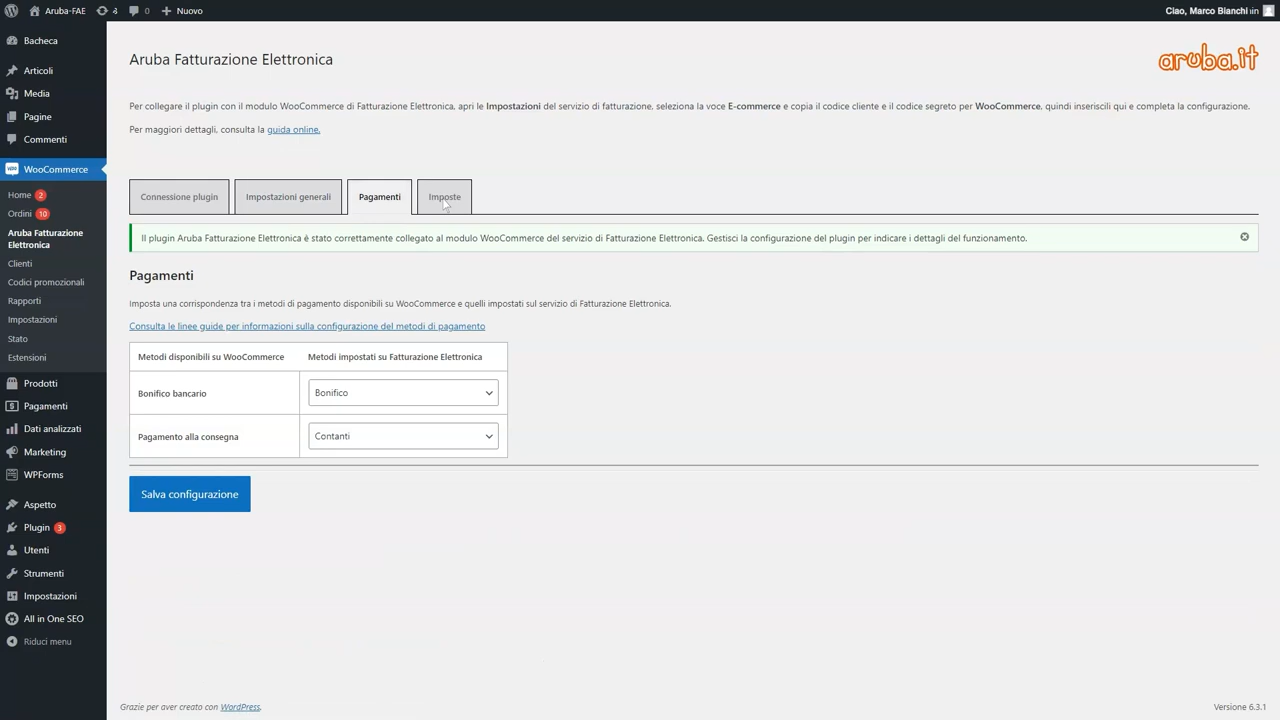 Aruba-FAE
0
Nuovo
Ciao, Marco Bianchi
Bacheca
Articoli
Media
Pagine
Commenti
WooCommerce
Home 2
Ordini 10
Aruba Fatturazione
Elettronica
Clienti
Codici promozionali
Rapporti
Impostazioni
Stato
Estensioni
Prodotti
Pagamenti
Dati analizzati
Marketing
WPForms
Aspetto
Plugin 3
Utenti
Strumenti
Impostazioni
All in One SEO
Riduci menu
Aruba Fatturazione Elettronica
aruba.it
Per collegare il plugin con il modulo WooCommerce di Fatturazione Elettronica, apri le Impostazioni del servizio di fatturazione, seleziona la voce E-commerce e copia il codice cliente e il codice segreto per WooCommerce, quindi inseriscili qui e completa la configurazione.
Per maggiori dettagli, consulta la guida online.
Connessione plugin
Impostazioni generali
Pagamenti
Imposte
Il plugin Aruba Fatturazione Elettronica è stato correttamente collegato al modulo WooCommerce del servizio di Fatturazione Elettronica. Gestisci la configurazione del plugin per indicare i dettagli del funzionamento.
Pagamenti
Imposta una corrispondenza tra i metodi di pagamento disponibili su WooCommerce e quelli impostati sul servizio di Fatturazione Elettronica.
Consulta le linee guide per informazioni sulla configurazione del metodi di pagamento
Metodi disponibili su WooCommerce
Metodi impostati su Fatturazione Elettronica
Bonifico bancario
Bonifico
Pagamento alla consegna
Contanti
Salva configurazione
Grazie per aver creato con WordPress.
Versione 6.3.1